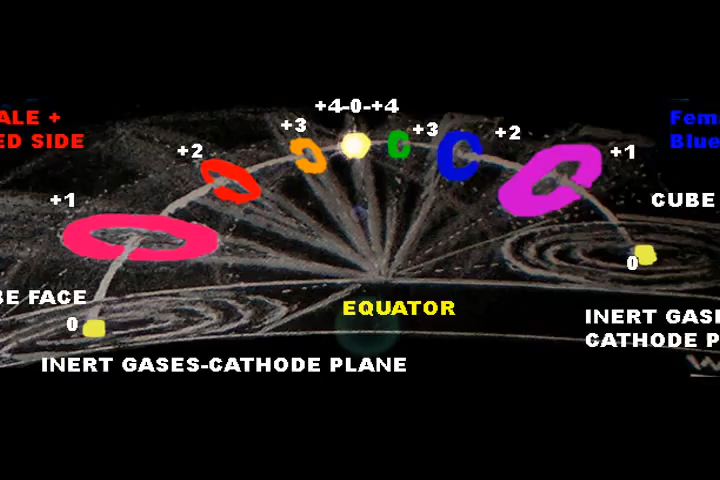 +4-0-+4
ALE +
ED SIDE
+3
+3
+2
+2
+1
+1
Fem
Blue
CUBE
0
BE FACE
0
EQUATOR
INERT GAS
CATHODE P
INERT GASES-CATHODE PLANE
W